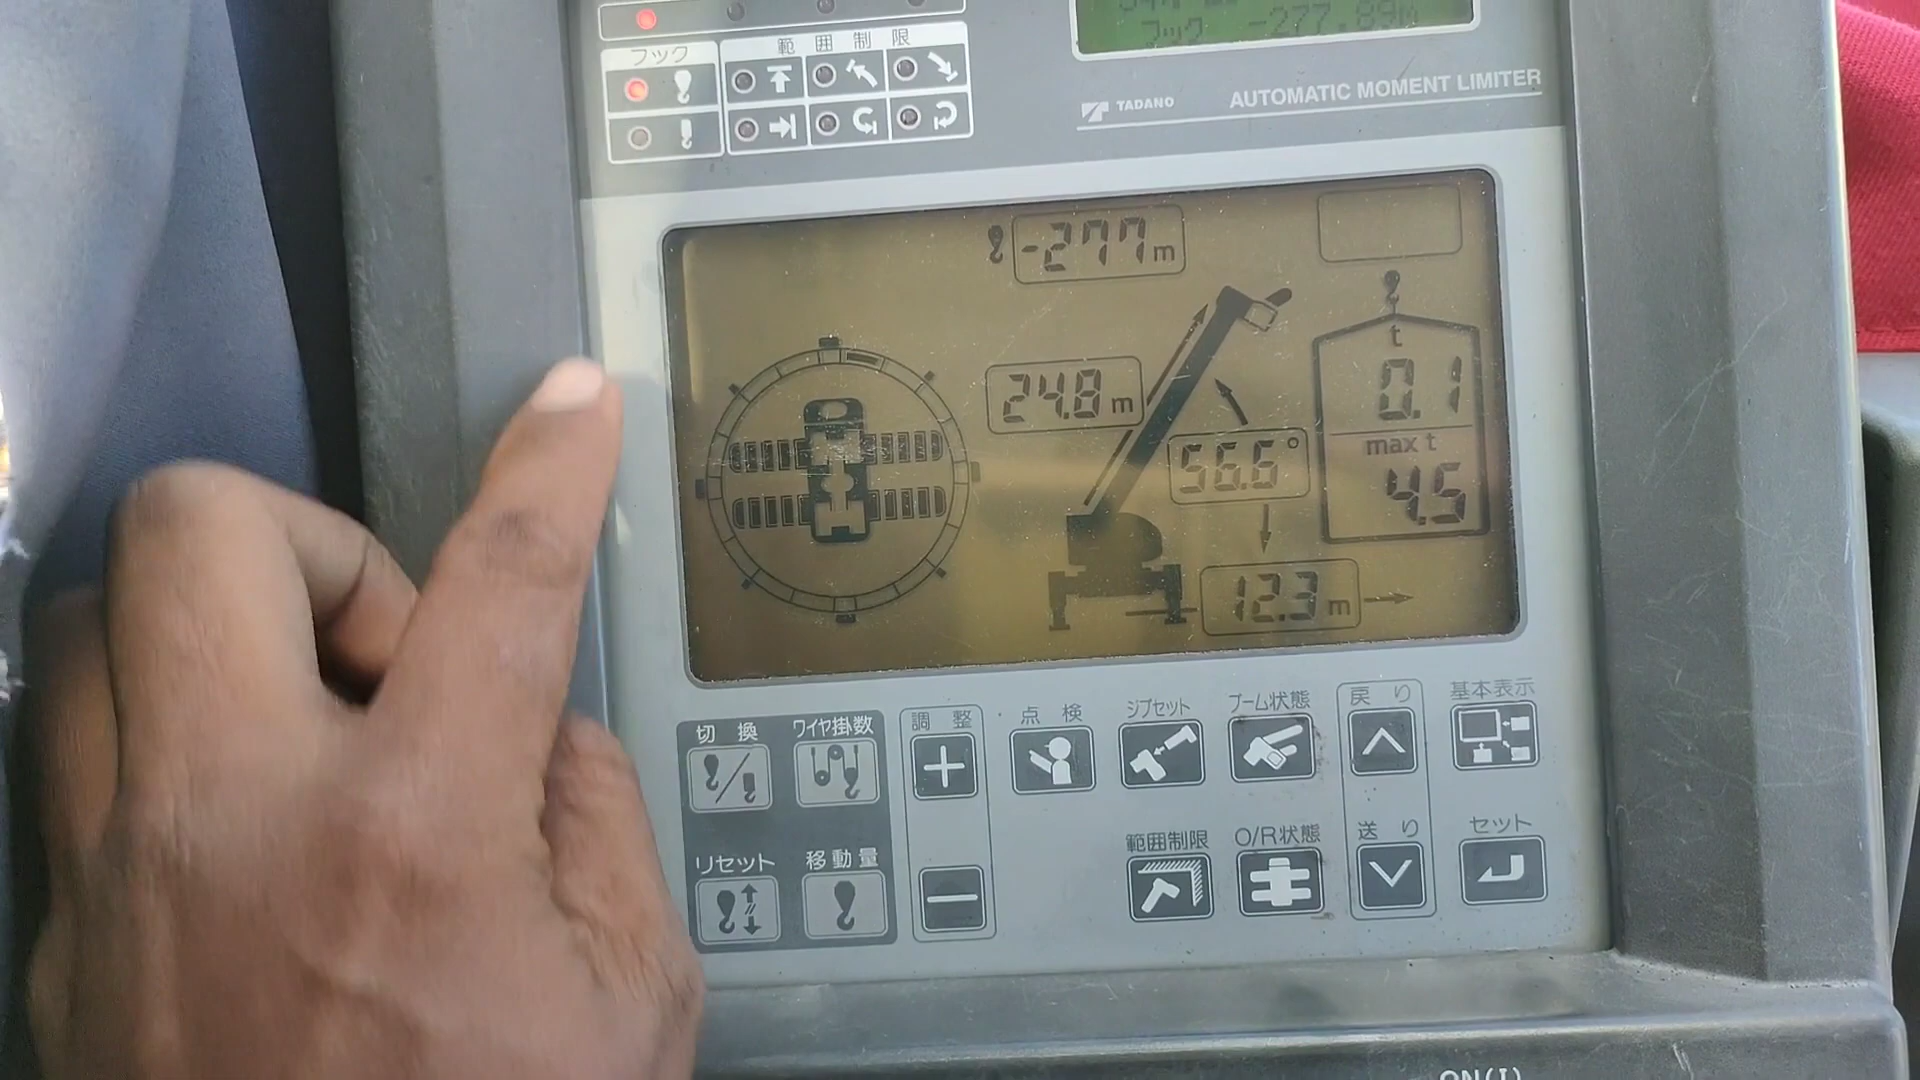 フック -277.89m
フック
範囲制限
TADANO AUTOMATIC MOMENT LIMITER
-277m
24.8m
56.6°
12.3m
t
0.1
max t
4.5
切換
ワイヤ掛数
調整
点検
ジブセット
ブーム状態
戻り
基本表示
リセット
移動量
範囲制限
O/R状態
送り
セット
ON(I)